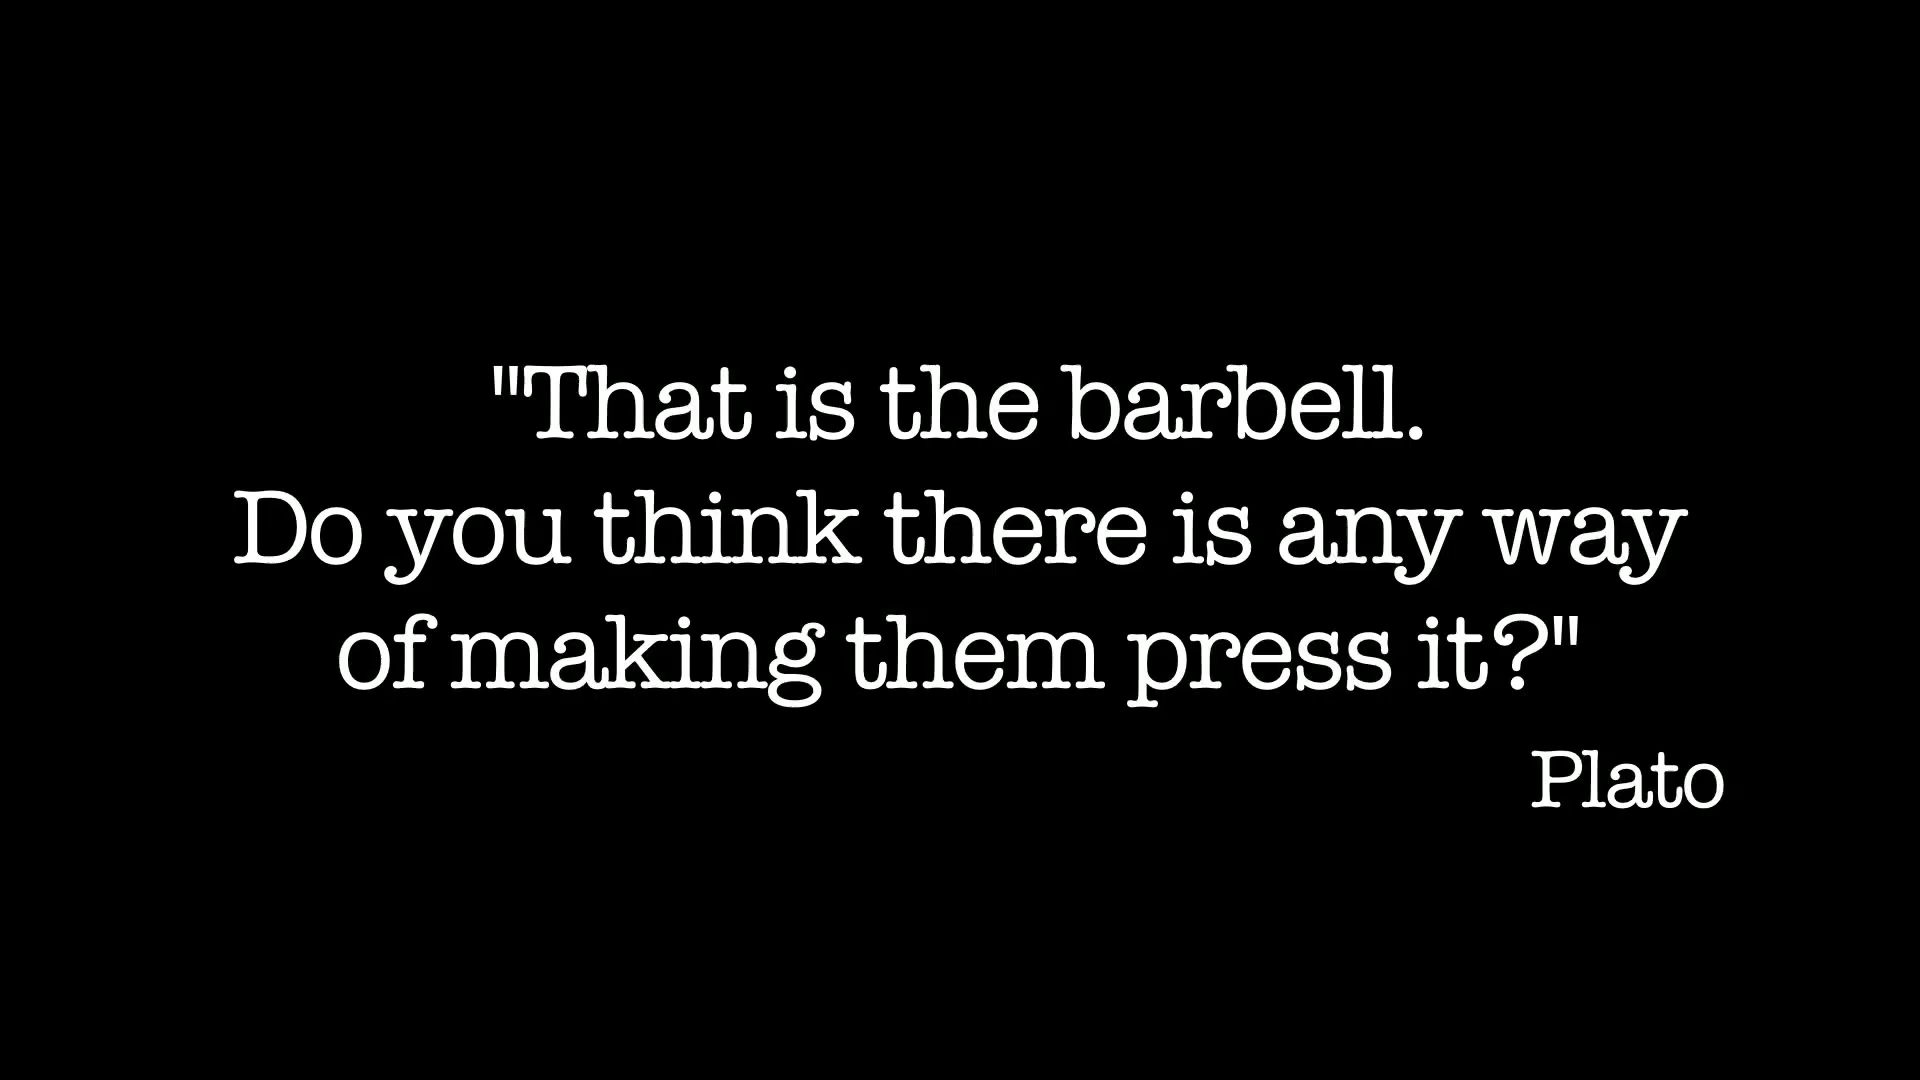 "That is the barbell.
Do you think there is any way
of making them press it?"
Plato